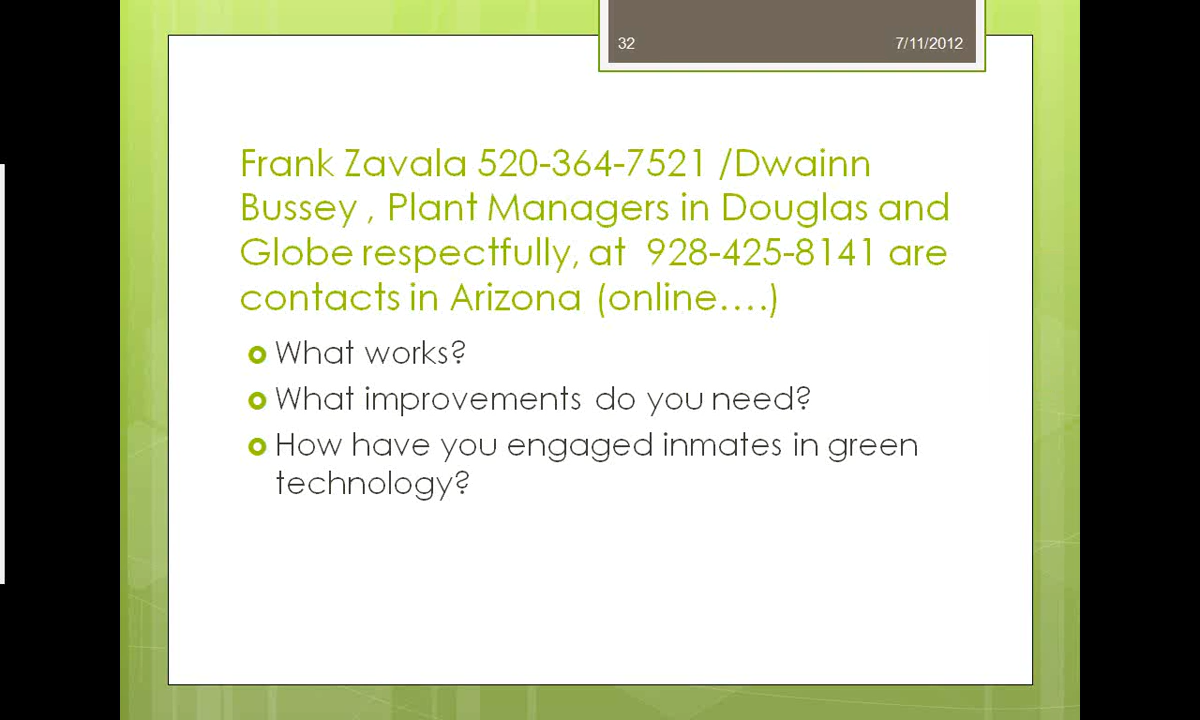 32 7/11/2012
Frank Zavala 520-364-7521 /Dwainn
Bussey , Plant Managers in Douglas and
Globe respectfully, at 928-425-8141 are
contacts in Arizona (online….)
What works?
What improvements do you need?
How have you engaged inmates in green
technology?